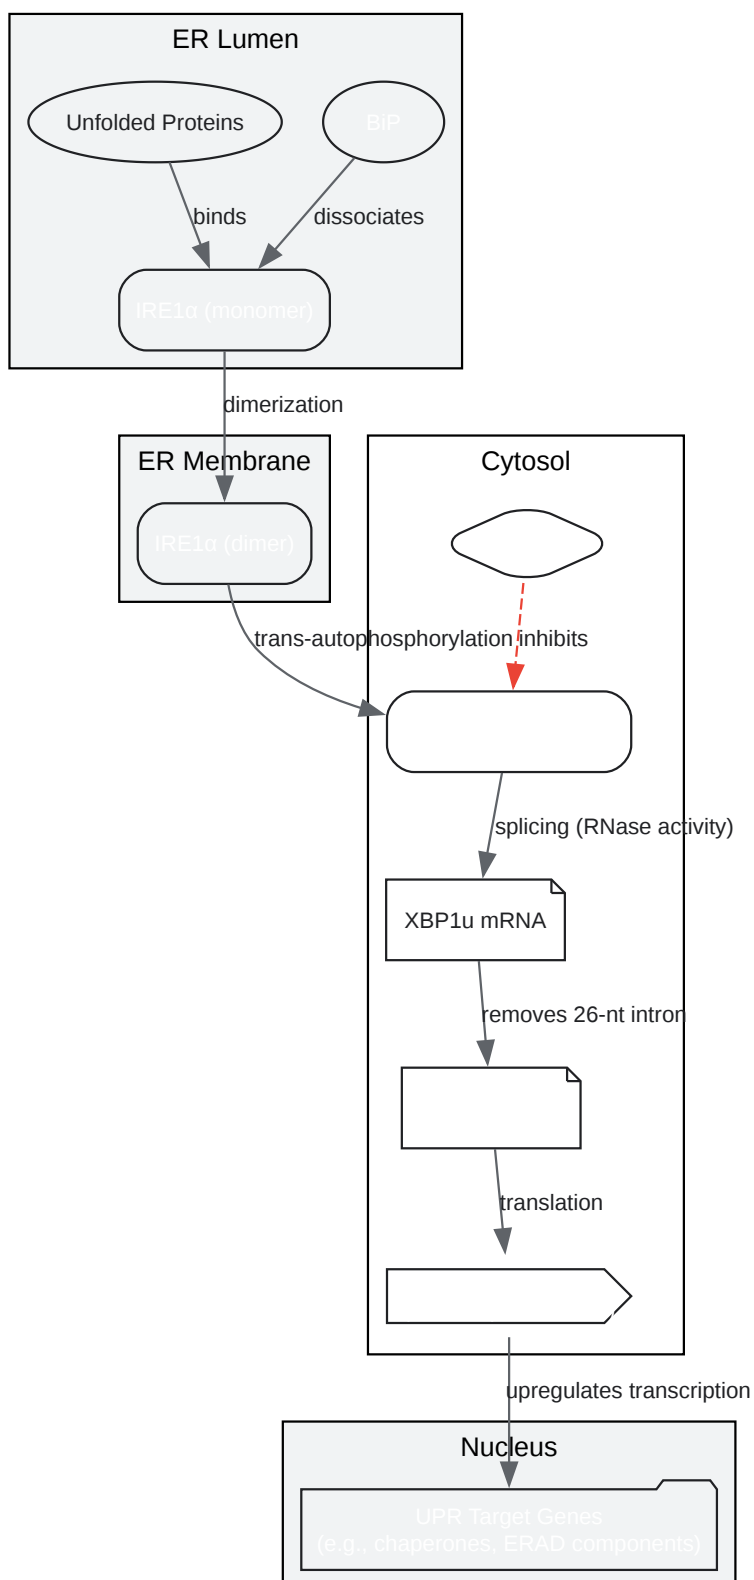 ER Lumen
Unfolded Proteins
BiP
binds
dissociates
IRE1α (monomer)
dimerization
ER Membrane
Cytosol
IRE1α (dimer)
trans-autophosphorylation
inhibits
splicing (RNase activity)
XBP1u mRNA
removes 26-nt intron
translation
upregulates transcription
Nucleus
UPR Target Genes
(e.g., chaperones, ERAD components)